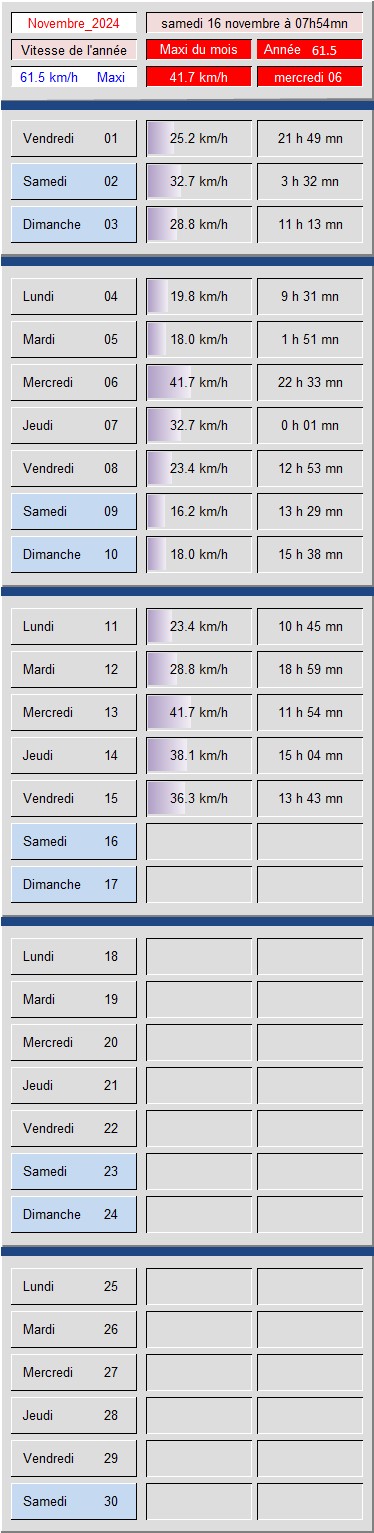 Novembre_2024 samedi 16 novembre à 07h54mn
Vitesse de l'année Maxi du mois Année 61.5
61.5 km/h Maxi 41.7 km/h mercredi 06
Vendredi 01 25.2 km/h 21 h 49 mn
Samedi 02 32.7 km/h 3 h 32 mn
Dimanche 03 28.8 km/h 11 h 13 mn
Lundi 04 19.8 km/h 9 h 31 mn
Mardi 05 18.0 km/h 1 h 51 mn
Mercredi 06 41.7 km/h 22 h 33 mn
Jeudi 07 32.7 km/h 0 h 01 mn
Vendredi 08 23.4 km/h 12 h 53 mn
Samedi 09 16.2 km/h 13 h 29 mn
Dimanche 10 18.0 km/h 15 h 38 mn
Lundi 11 23.4 km/h 10 h 45 mn
Mardi 12 28.8 km/h 18 h 59 mn
Mercredi 13 41.7 km/h 11 h 54 mn
Jeudi 14 38.1 km/h 15 h 04 mn
Vendredi 15 36.3 km/h 13 h 43 mn
Samedi 16
Dimanche 17
Lundi 18
Mardi 19
Mercredi 20
Jeudi 21
Vendredi 22
Samedi 23
Dimanche 24
Lundi 25
Mardi 26
Mercredi 27
Jeudi 28
Vendredi 29
Samedi 30